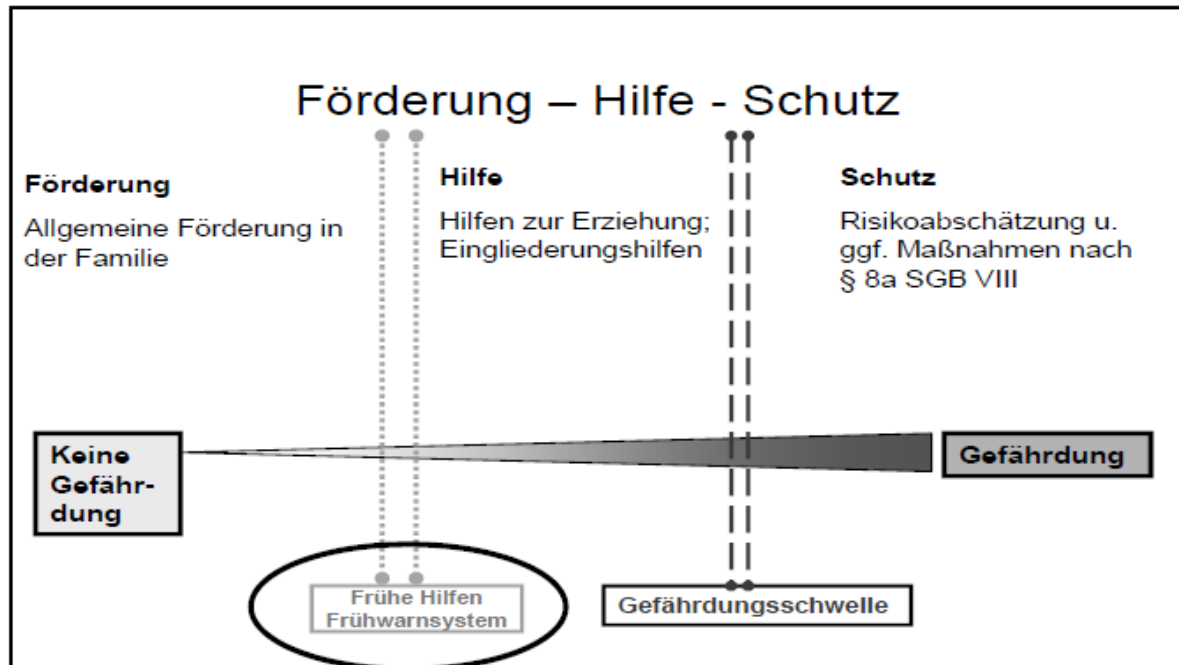 Förderung – Hilfe - Schutz
Förderung
Allgemeine Förderung in
der Familie
Hilfe
Hilfen zur Erziehung;
Eingliederungshilfen
Schutz
Risikoabschätzung u.
ggf. Maßnahmen nach
§ 8a SGB VIII
Keine
Gefähr-
dung
Gefährdung
Frühe Hilfen
Frühwarnsystem
Gefährdungsschwelle